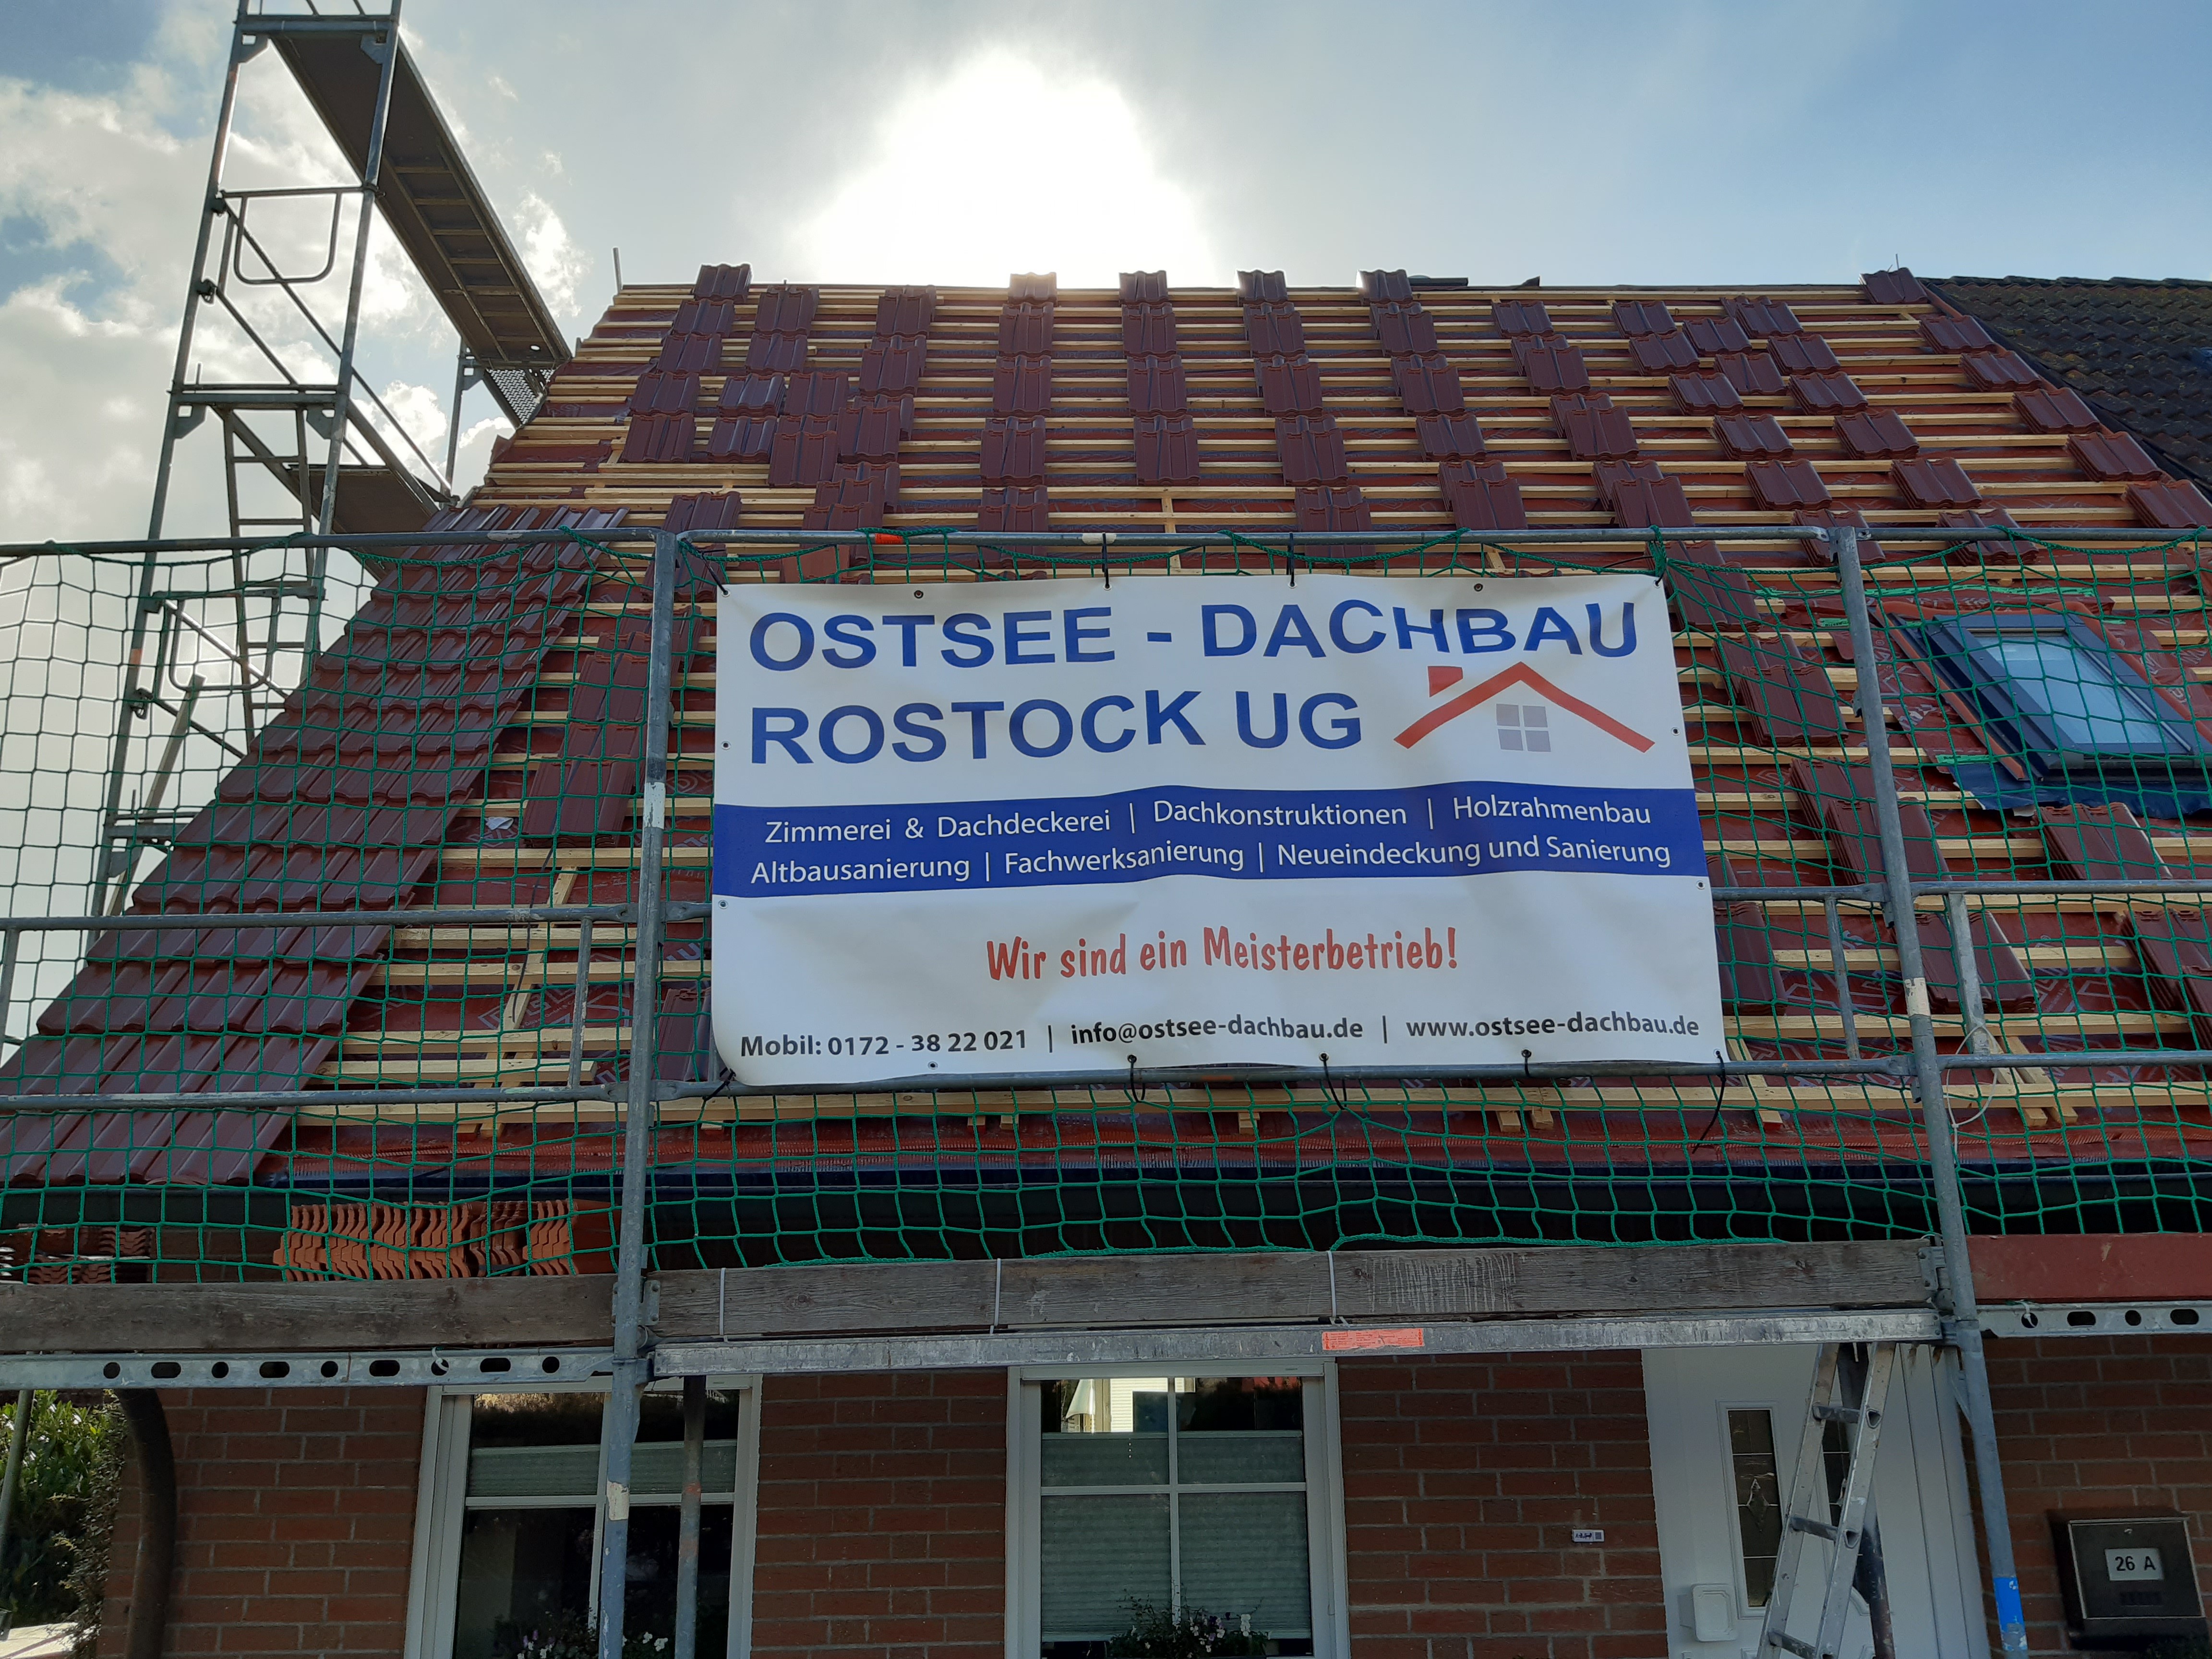 OSTSEE - DACHBAU
ROSTOCK UG
Zimmerei & Dachdeckerei | Dachkonstruktionen | Holzrahmenbau
Altbausanierung | Fachwerksanierung | Neueindeckung und Sanierung
Wir sind ein Meisterbetrieb!
Mobil: 0172 - 38 22 021 | info@ostsee-dachbau.de | www.ostsee-dachbau.de
26 A